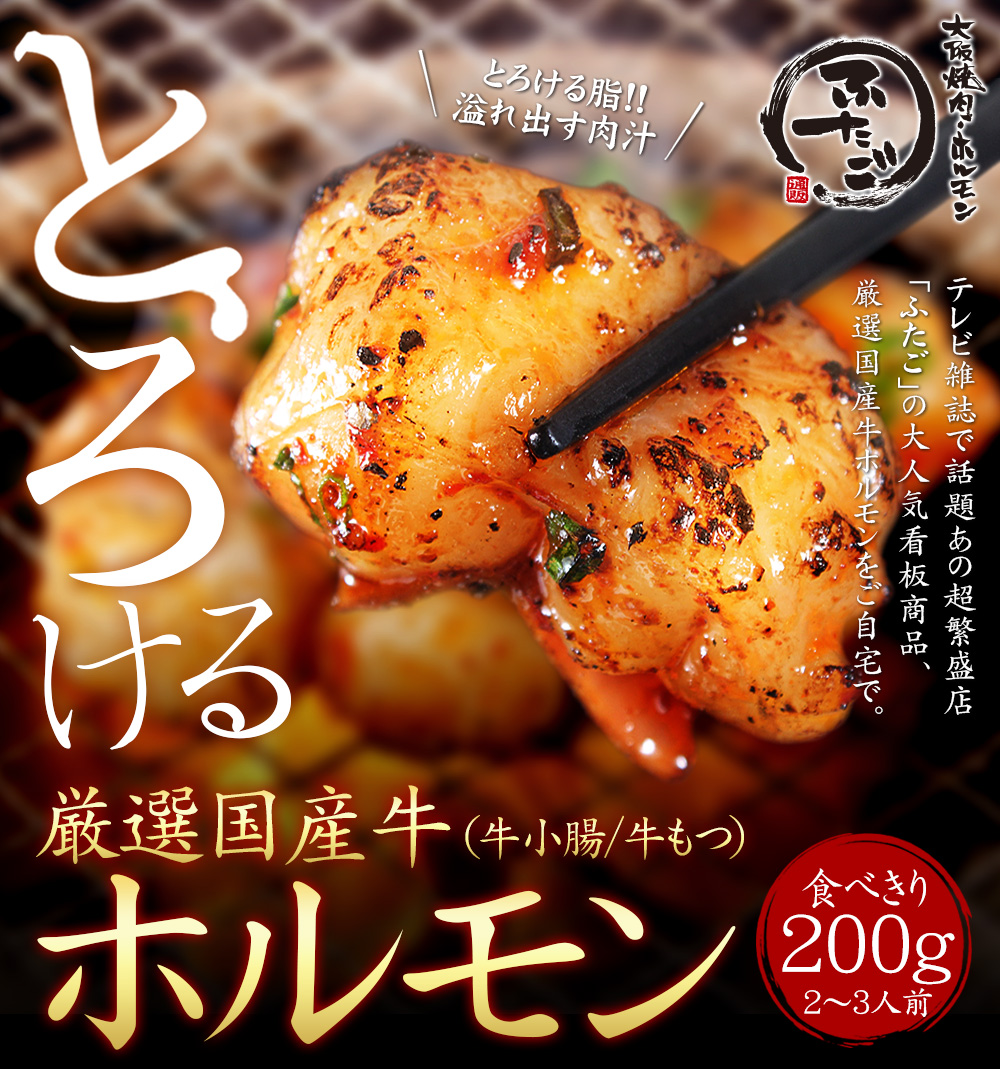 大阪焼肉・ホルモン
ふたご
通販
とろける脂!!
溢れ出す肉汁
とろける
テレビ雑誌で話題あの超繁盛店
「ふたご」の大人気看板商品、
厳選国産牛ホルモンをご自宅で。
厳選国産牛(牛小腸/牛もつ)
ホルモン
食べきり
200g
2～3人前